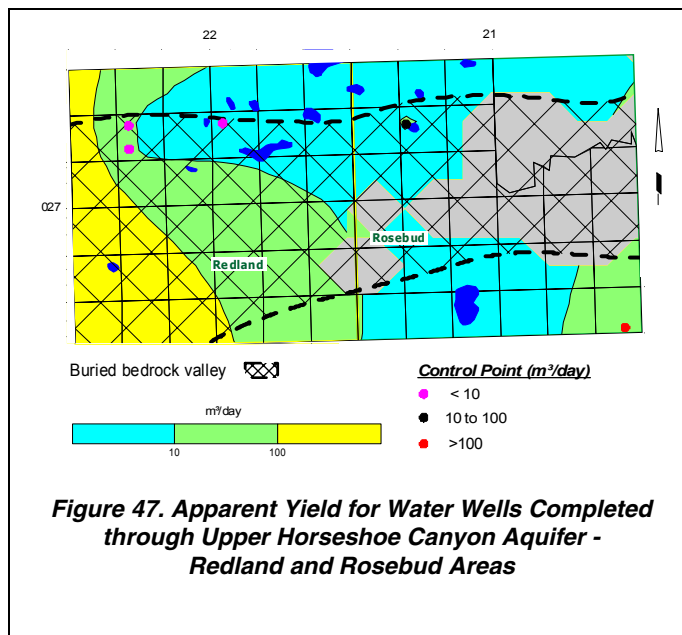 22 21
027
Rosebud
Redland
Buried bedrock valley
Control Point (m³/day)
< 10
10 to 100
>100
m³/day
10 100
Figure 47. Apparent Yield for Water Wells Completed
through Upper Horseshoe Canyon Aquifer -
Redland and Rosebud Areas